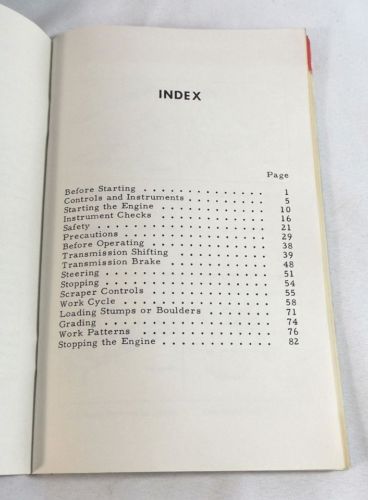 INDEX
Page
Before Starting . . . . . . . . . . . . . 1
Controls and Instruments . . . . . . . . . 5
Starting the Engine . . . . . . . . . . . . 10
Instrument Checks . . . . . . . . . . . . 16
Safety . . . . . . . . . . . . . . . . . . 21
Precautions . . . . . . . . . . . . . . . 29
Before Operating . . . . . . . . . . . . . 38
Transmission Shifting . . . . . . . . . . 39
Transmission Brake . . . . . . . . . . . 48
Steering . . . . . . . . . . . . . . . . . 51
Stopping . . . . . . . . . . . . . . . . . 54
Scraper Controls . . . . . . . . . . . . . 55
Work Cycle . . . . . . . . . . . . . . . 58
Loading Stumps or Boulders . . . . . . . 71
Grading . . . . . . . . . . . . . . . . . 74
Work Patterns . . . . . . . . . . . . . . 76
Stopping the Engine . . . . . . . . . . . 82